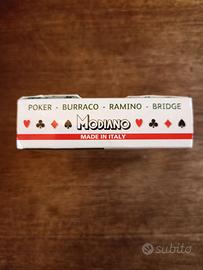 POKER - BURRACO - RAMINO - BRIDGE
MODIANO
MADE IN ITALY
subito